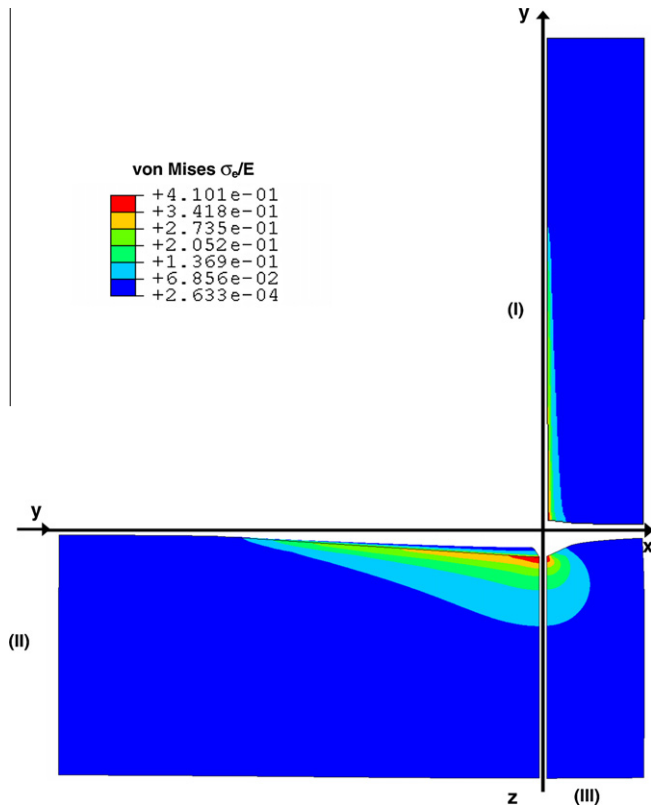 y
von Mises σₑ/E
+4.101e-01
+3.418e-01
+2.735e-01
+2.052e-01
+1.369e-01
+6.856e-02
+2.633e-04
(I)
y
x
(II)
z
(III)